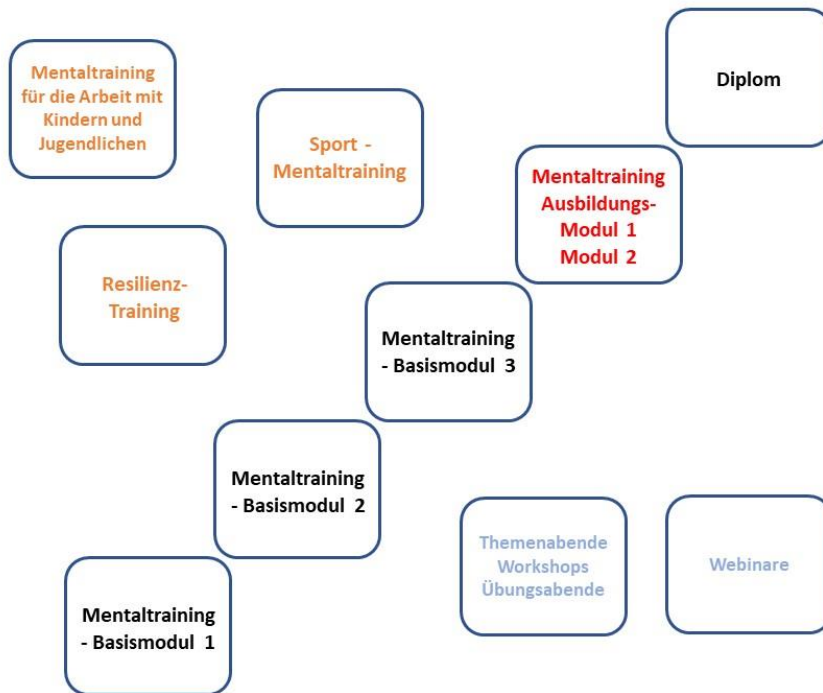 Mentaltraining
für die Arbeit mit
Kindern und
Jugendlichen
Sport -
Mentaltraining
Diplom
Mentaltraining
Ausbildungs-
Modul 1
Modul 2
Resilienz-
Training
Mentaltraining
- Basismodul 3
Mentaltraining
- Basismodul 2
Themenabende
Workshops
Übungsabende
Webinare
Mentaltraining
- Basismodul 1